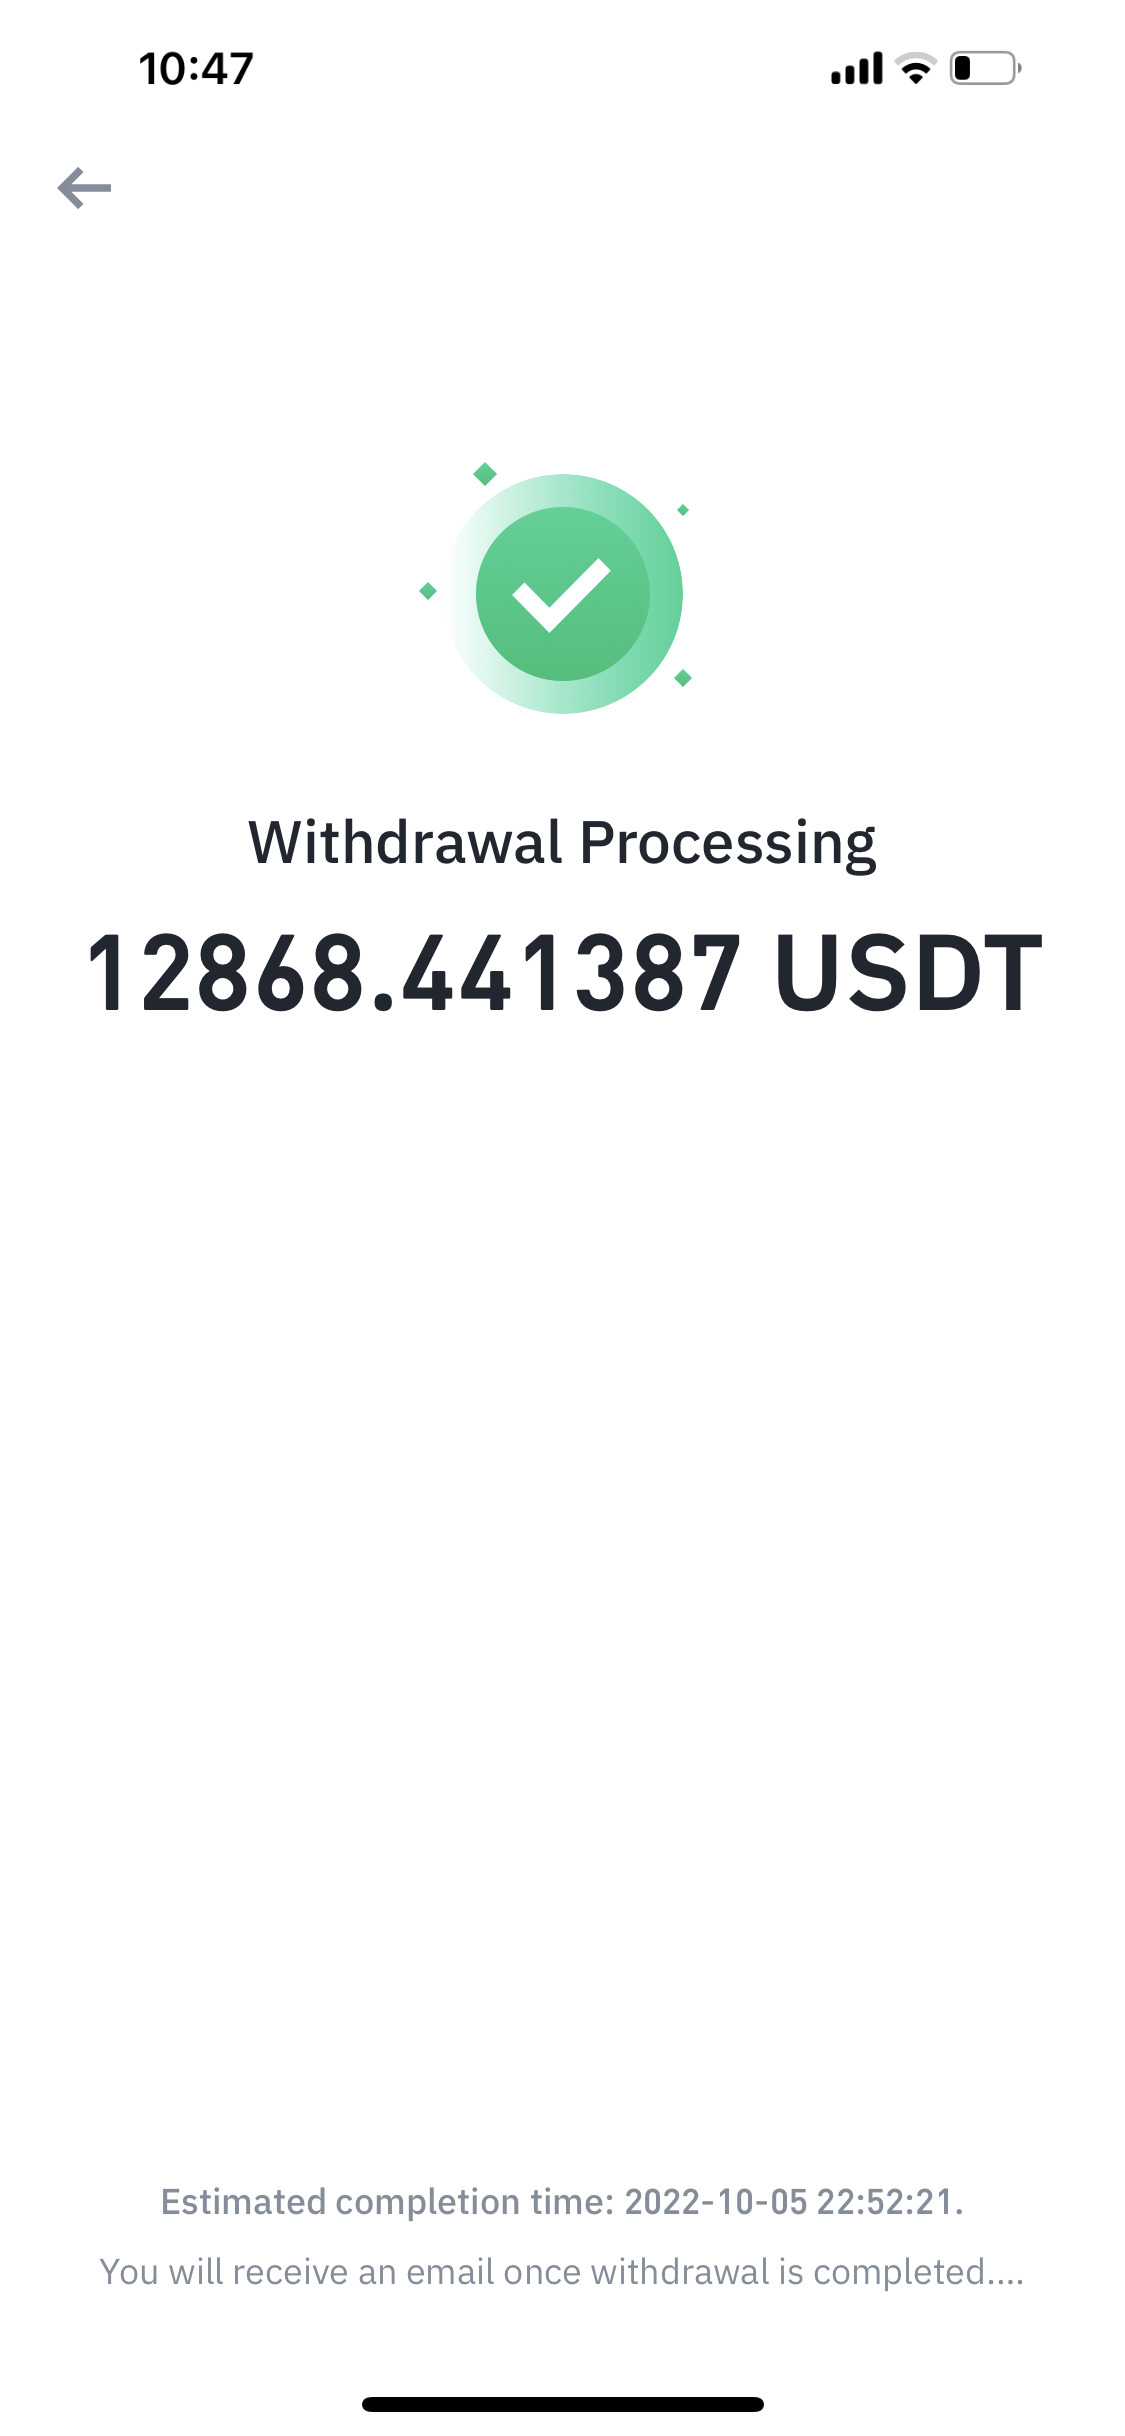 10:47
Withdrawal Processing
12868.441387 USDT
Estimated completion time: 2022-10-05 22:52:21.
You will receive an email once withdrawal is completed....